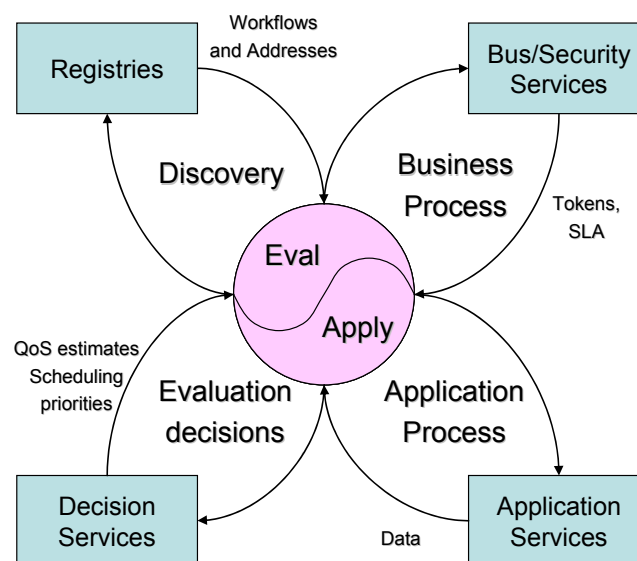 Workflows
and Addresses
Registries
Bus/Security
Services
Discovery
Business
Process
Tokens,
SLA
Eval
Apply
QoS estimates
Scheduling
priorities
Evaluation
decisions
Application
Process
Decision
Services
Data
Application
Services